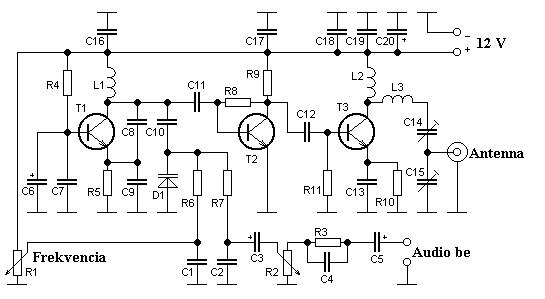 C16
C17
C18
C19
C20
+
−
+
12 V
R4
L1
C11
R8
R9
L2
L3
T1
C8
C10
T2
C12
T3
C14
Antenna
C15
+
C6
C7
R5
C9
D1
R6
R7
R11
C13
R10
Frekvencia
R1
C1
C2
C3
+
R2
R3
C4
C5
+
Audio be